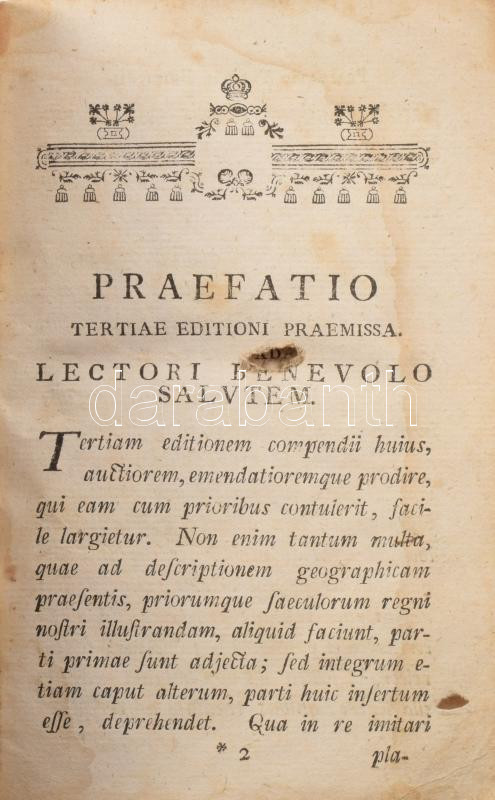 PRAEFATIO
TERTIAE EDITIONI PRAEMISSA.
LECTORI BENEVOLO
SALVTEM.
darabanth
Tertiam editionem compendii huius,
auctiorem, emendatioremque prodire,
qui eam cum prioribus contulerit, faci-
le largietur. Non enim tantum multa,
quae ad deſcriptionem geographicam
praeſentis, priorumque ſaeculorum regni
noſtri illuſtrandam, aliquid faciunt, par-
ti primae ſunt adjecta; ſed integrum e-
tiam caput alterum, parti huic inſertum
eſſe, deprehendet. Qua in re imitari
* 2
pla-